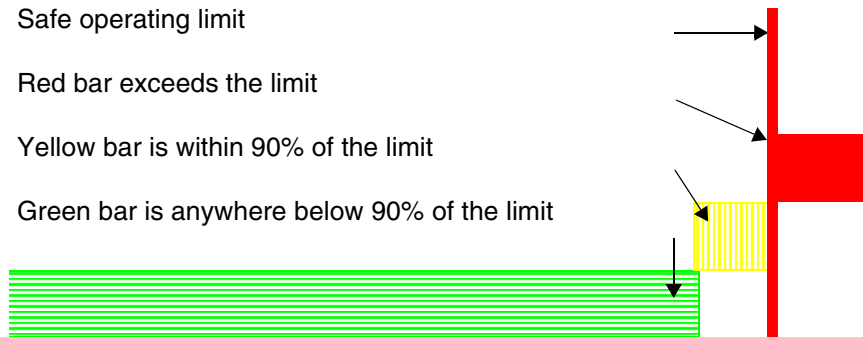 Safe operating limit
Red bar exceeds the limit
Yellow bar is within 90% of the limit
Green bar is anywhere below 90% of the limit